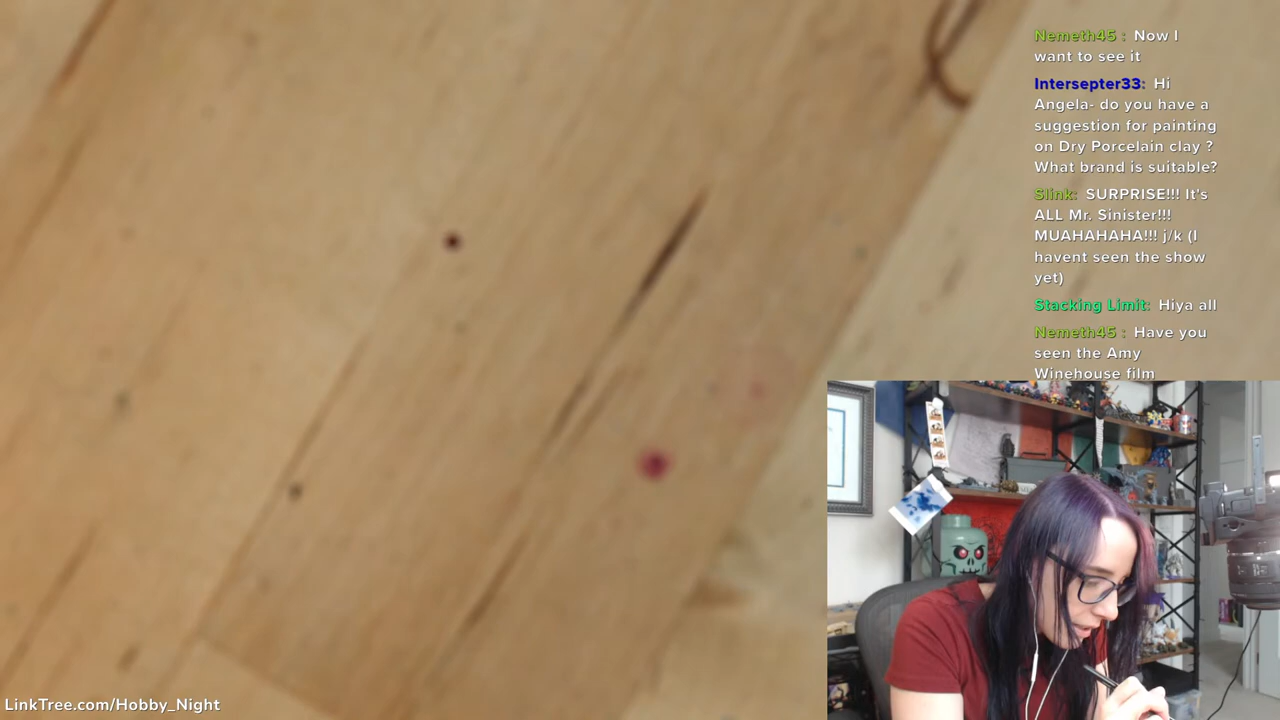 Nemeth45 : Now I
want to see it
Intersepter33: Hi
Angela- do you have a
suggestion for painting
on Dry Porcelain clay ?
What brand is suitable?
Slink: SURPRISE!!! It's
ALL Mr. Sinister!!!
MUAHAHAHA!!! j/k (I
havent seen the show
yet)
Stacking Limit: Hiya all
Nemeth45 : Have you
seen the Amy
Winehouse film
LinkTree.com/Hobby_Night